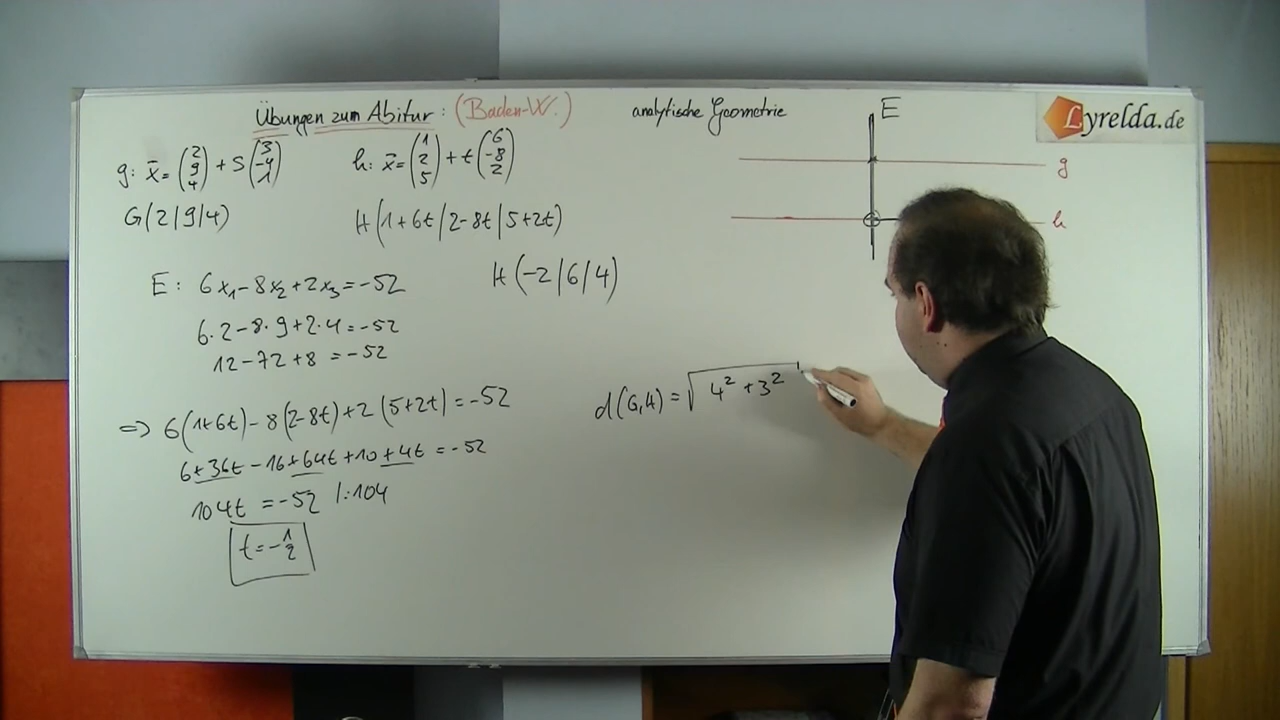 Übungen zum Abitur: (Baden-W.) analytische Geometrie
E
Lyrelda.de
g: x̄ = (2 9 4) + s(3 -4 1)
h: x̄ = (1 2 5) + t(6 -8 2)
g
G(2|9|4)
H(1+6t|2-8t|5+2t)
h
E: 6x₁-8x₂+2x₃=-52
H(-2|6|4)
6·2-8·9+2·4=-52
12-72+8=-52
d(G,H)=√4²+3²
=> 6(1+6t)-8(2-8t)+2(5+2t)=-52
6+36t-16+64t+10+4t=-52
104t=-52 |:104
t=-1/2